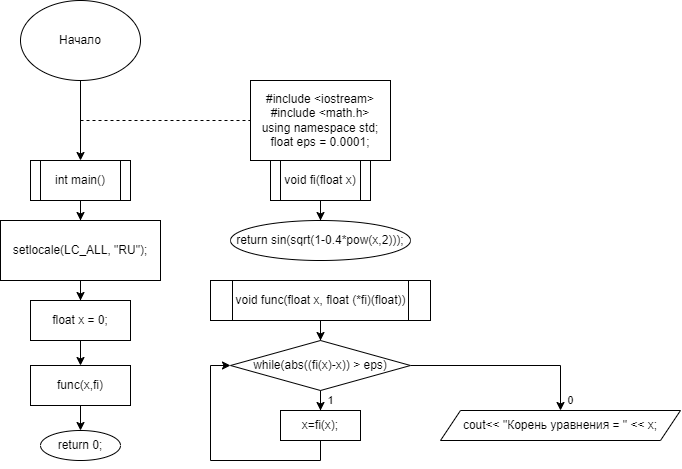 Начало
#include <iostream>
#include <math.h>
using namespace std;
float eps = 0.0001;
int main()
void fi(float x)
setlocale(LC_ALL, "RU");
return sin(sqrt(1-0.4*pow(x,2)));
float x = 0;
void func(float x, float (*fi)(float))
func(x,fi)
while(abs((fi(x)-x)) > eps)
1
0
return 0;
x=fi(x);
cout<< "Корень уравнения = " << x;